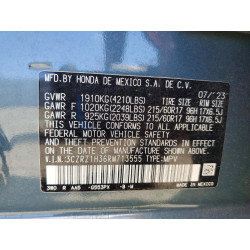 MFD. BY HONDA DE MEXICO S.A. DE C.V.
07/'23
GVWR 1910KG(4210LBS) TIRE SIZE RIM SIZE
GAWR F 1020KG(2248LBS) 215/60R17 96H 17X6.5J
GAWR R 925KG(2039LBS) 215/60R17 96H 17X6.5J
THIS VEHICLE CONFORMS TO ALL APPLICABLE
FEDERAL MOTOR VEHICLE SAFETY
AND THEFT PREVENTION STANDARDS IN EFFECT
ON THE DATE OF MANUFACTURE SHOWN ABOVE.
V.I.N. 3CZRZ1H36RM713555 TYPE: MPV
MADE IN MEXICO